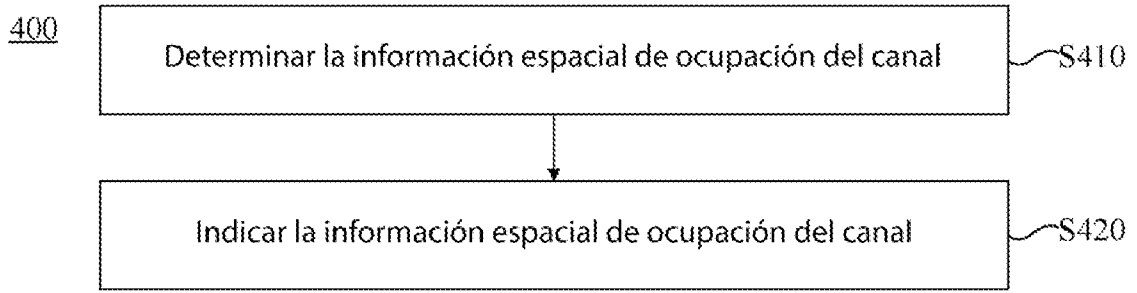 400
Determinar la información espacial de ocupación del canal
S410
Indicar la información espacial de ocupación del canal
S420